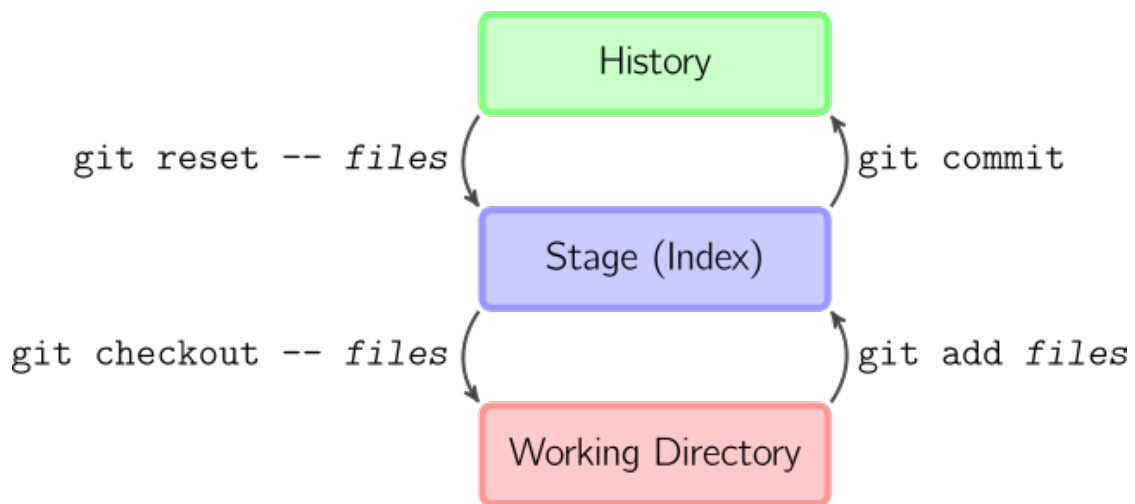 History
git reset -- files
git commit
Stage (Index)
git checkout -- files
git add files
Working Directory